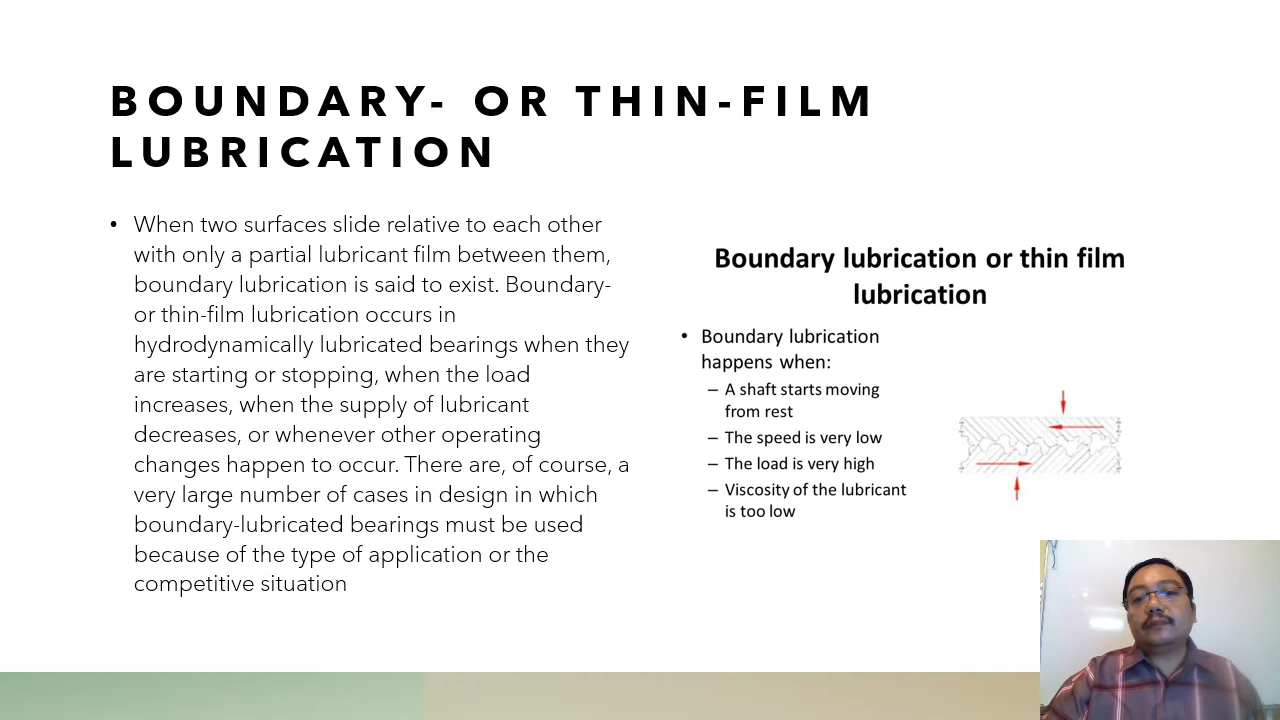 BOUNDARY- OR THIN-FILM
LUBRICATION
• When two surfaces slide relative to each other
with only a partial lubricant film between them,
boundary lubrication is said to exist. Boundary-
or thin-film lubrication occurs in
hydrodynamically lubricated bearings when they
are starting or stopping, when the load
increases, when the supply of lubricant
decreases, or whenever other operating
changes happen to occur. There are, of course, a
very large number of cases in design in which
boundary-lubricated bearings must be used
because of the type of application or the
competitive situation
Boundary lubrication or thin film
lubrication
• Boundary lubrication
happens when:
– A shaft starts moving
from rest
– The speed is very low
– The load is very high
– Viscosity of the lubricant
is too low